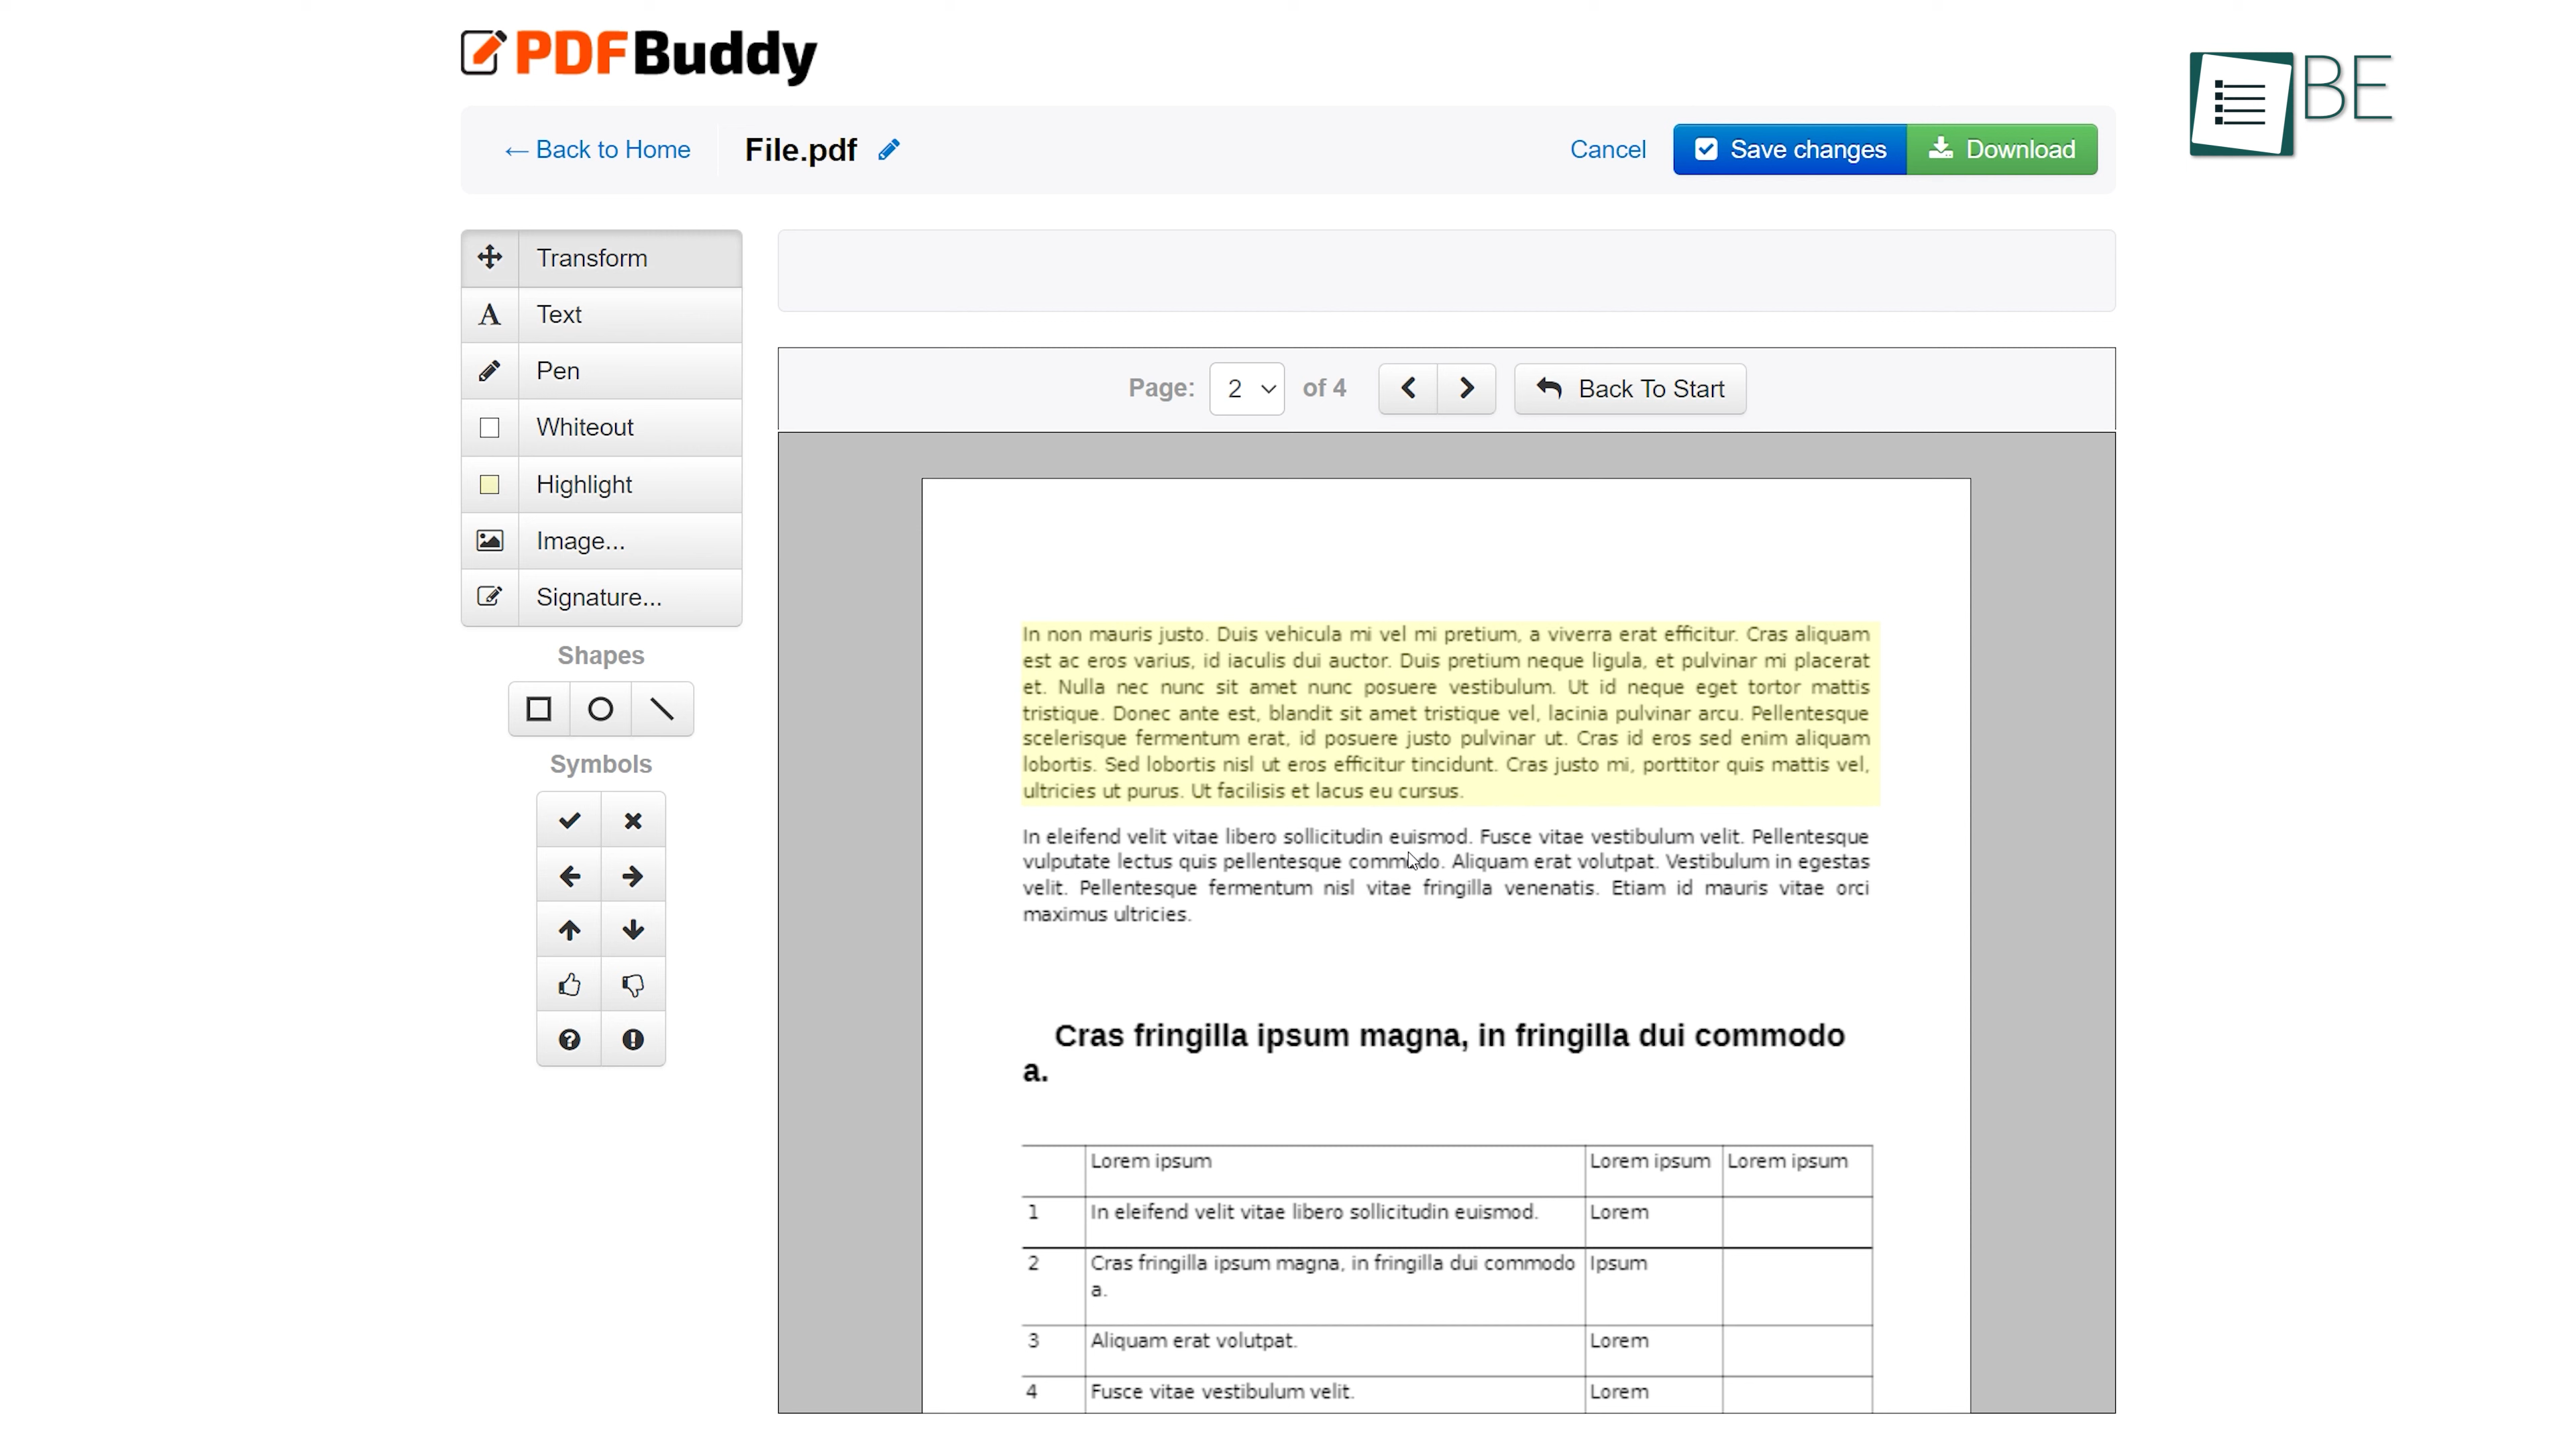 PDFBuddy
BE
← Back to Home
File.pdf
Cancel
Save changes
Download
Transform
Text
Pen
Whiteout
Highlight
Image...
Signature...
Shapes
Symbols
Page: 2 of 4
Back To Start
In non mauris justo. Duis vehicula mi vel mi pretium, a viverra erat efficitur. Cras aliquam
est ac eros varius, id iaculis dui auctor. Duis pretium neque ligula, et pulvinar mi placerat
et. Nulla nec nunc sit amet nunc posuere vestibulum. Ut id neque eget tortor mattis
tristique. Donec ante est, blandit sit amet tristique vel, lacinia pulvinar arcu. Pellentesque
scelerisque fermentum erat, id posuere justo pulvinar ut. Cras id eros sed enim aliquam
lobortis. Sed lobortis nisl ut eros efficitur tincidunt. Cras justo mi, porttitor quis mattis vel,
ultricies ut purus. Ut facilisis et lacus eu cursus.
In eleifend velit vitae libero sollicitudin euismod. Fusce vitae vestibulum velit. Pellentesque
vulputate lectus quis pellentesque commodo. Aliquam erat volutpat. Vestibulum in egestas
velit. Pellentesque fermentum nisl vitae fringilla venenatis. Etiam id mauris vitae orci
maximus ultricies.
Cras fringilla ipsum magna, in fringilla dui commodo
a.
Lorem ipsum Lorem ipsum Lorem ipsum
1 In eleifend velit vitae libero sollicitudin euismod. Lorem
2 Cras fringilla ipsum magna, in fringilla dui commodo Ipsum
a.
3 Aliquam erat volutpat. Lorem
4 Fusce vitae vestibulum velit. Lorem